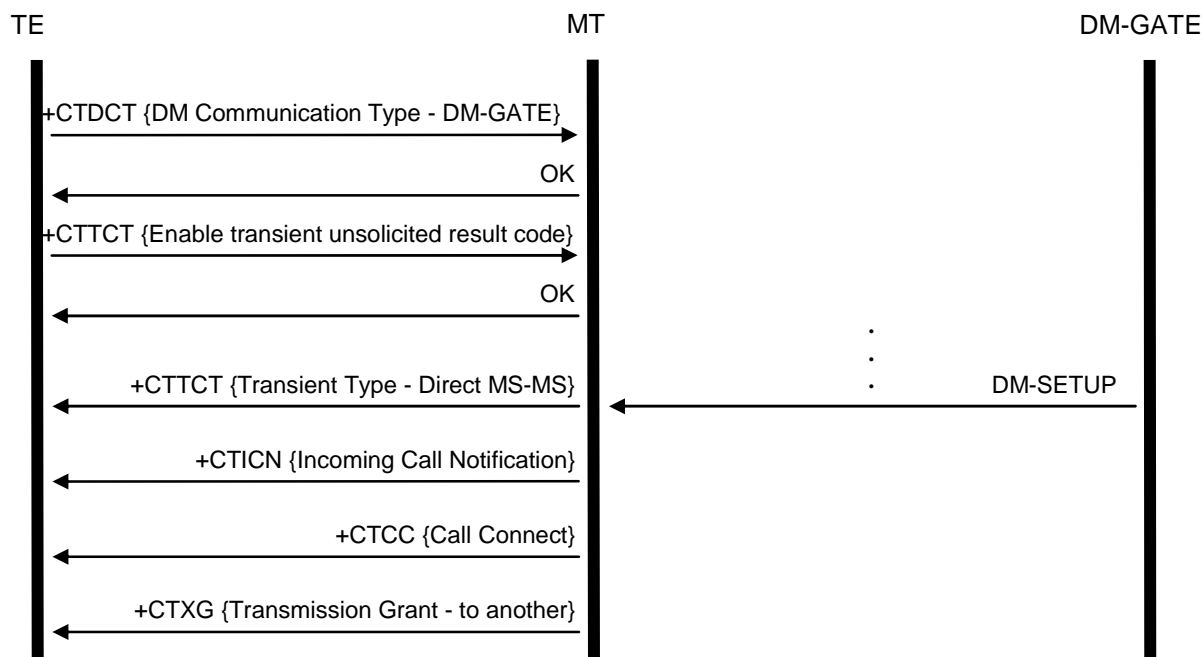 TE MT DM-GATE
+CTDCT {DM Communication Type - DM-GATE}
OK
+CTTCT {Enable transient unsolicited result code}
OK
+CTTCT {Transient Type - Direct MS-MS} DM-SETUP
+CTICN {Incoming Call Notification}
+CTCC {Call Connect}
+CTXG {Transmission Grant - to another}